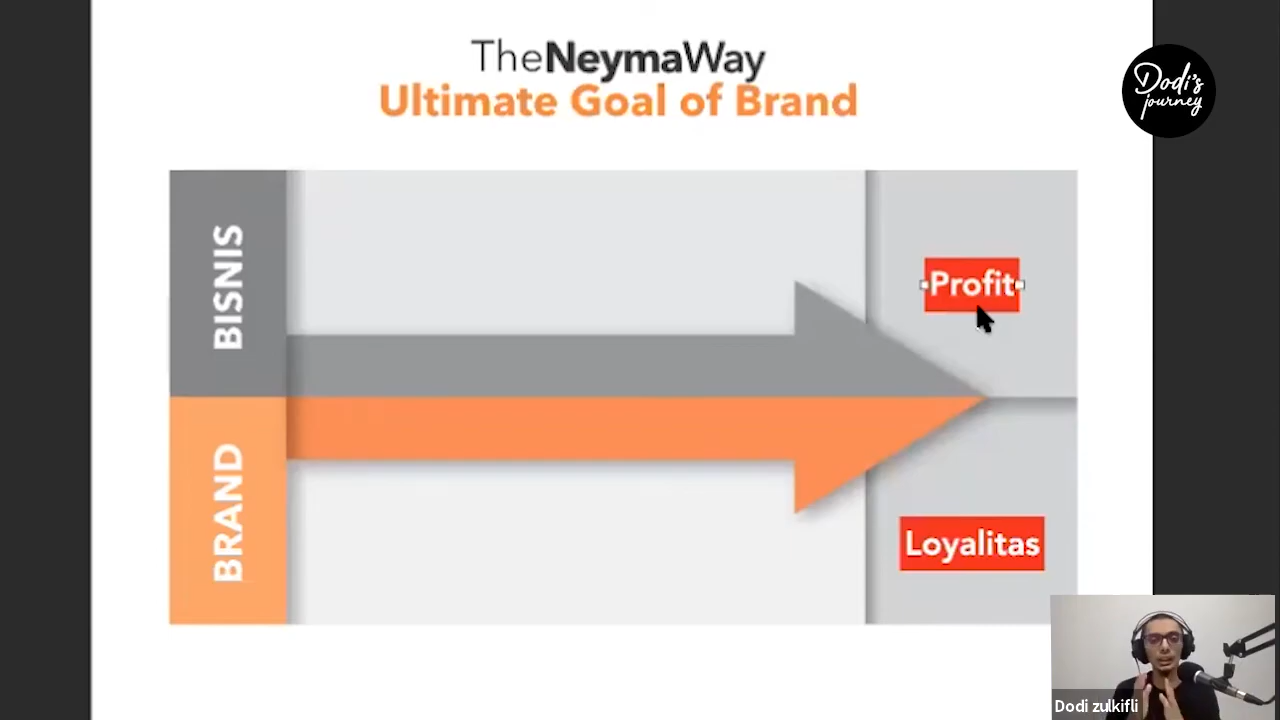 TheNeymaWay
Ultimate Goal of Brand
Dodi's
journey
BISNIS
Profit
BRAND
Loyalitas
Dodi zulkifli